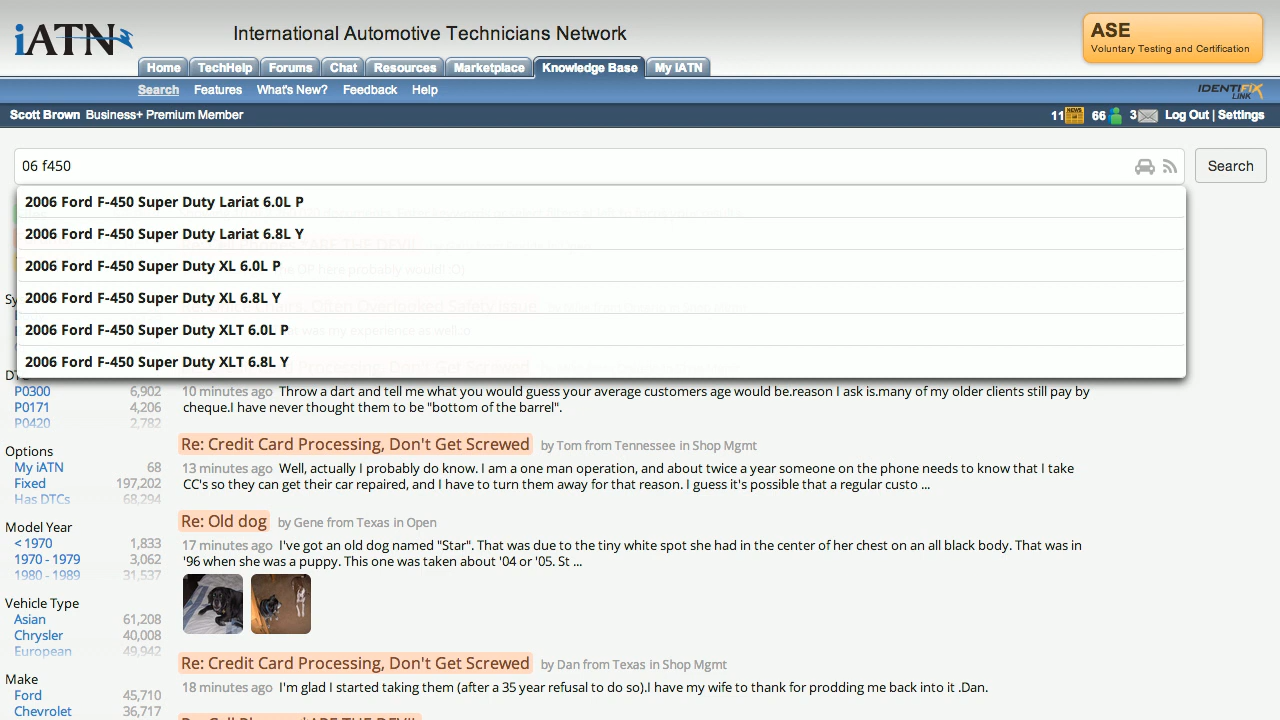 iATN
International Automotive Technicians Network
ASE
Voluntary Testing and Certification
Home TechHelp Forums Chat Resources Marketplace Knowledge Base My iATN
Search Features What's New? Feedback Help
IDENTIFIX LINK
Scott Brown Business+ Premium Member
11 NEWS 66 3 Log Out | Settings
06 f450
Search
2006 Ford F-450 Super Duty Lariat 6.0L P
2006 Ford F-450 Super Duty Lariat 6.8L Y
2006 Ford F-450 Super Duty XL 6.0L P
2006 Ford F-450 Super Duty XL 6.8L Y
2006 Ford F-450 Super Duty XLT 6.0L P
2006 Ford F-450 Super Duty XLT 6.8L Y
P0300 6,902
P0171 4,206
P0420 2,782
Options
My iATN 68
Fixed 197,202
Has DTCs 68,294
Model Year
< 1970 1,833
1970 - 1979 3,062
1980 - 1989 31,537
Vehicle Type
Asian 61,208
Chrysler 40,008
European 49,942
Make
Ford 45,710
Chevrolet 36,717
10 minutes ago Throw a dart and tell me what you would guess your average customers age would be.reason I ask is.many of my older clients still pay by
cheque.I have never thought them to be "bottom of the barrel".
Re: Credit Card Processing, Don't Get Screwed by Tom from Tennessee in Shop Mgmt
13 minutes ago Well, actually I probably do know. I am a one man operation, and about twice a year someone on the phone needs to know that I take
CC's so they can get their car repaired, and I have to turn them away for that reason. I guess it's possible that a regular custo ...
Re: Old dog by Gene from Texas in Open
17 minutes ago I've got an old dog named "Star". That was due to the tiny white spot she had in the center of her chest on an all black body. That was in
'96 when she was a puppy. This one was taken about '04 or '05. St ...
Re: Credit Card Processing, Don't Get Screwed by Dan from Texas in Shop Mgmt
18 minutes ago I'm glad I started taking them (after a 35 year refusal to do so).I have my wife to thank for prodding me back into it .Dan.